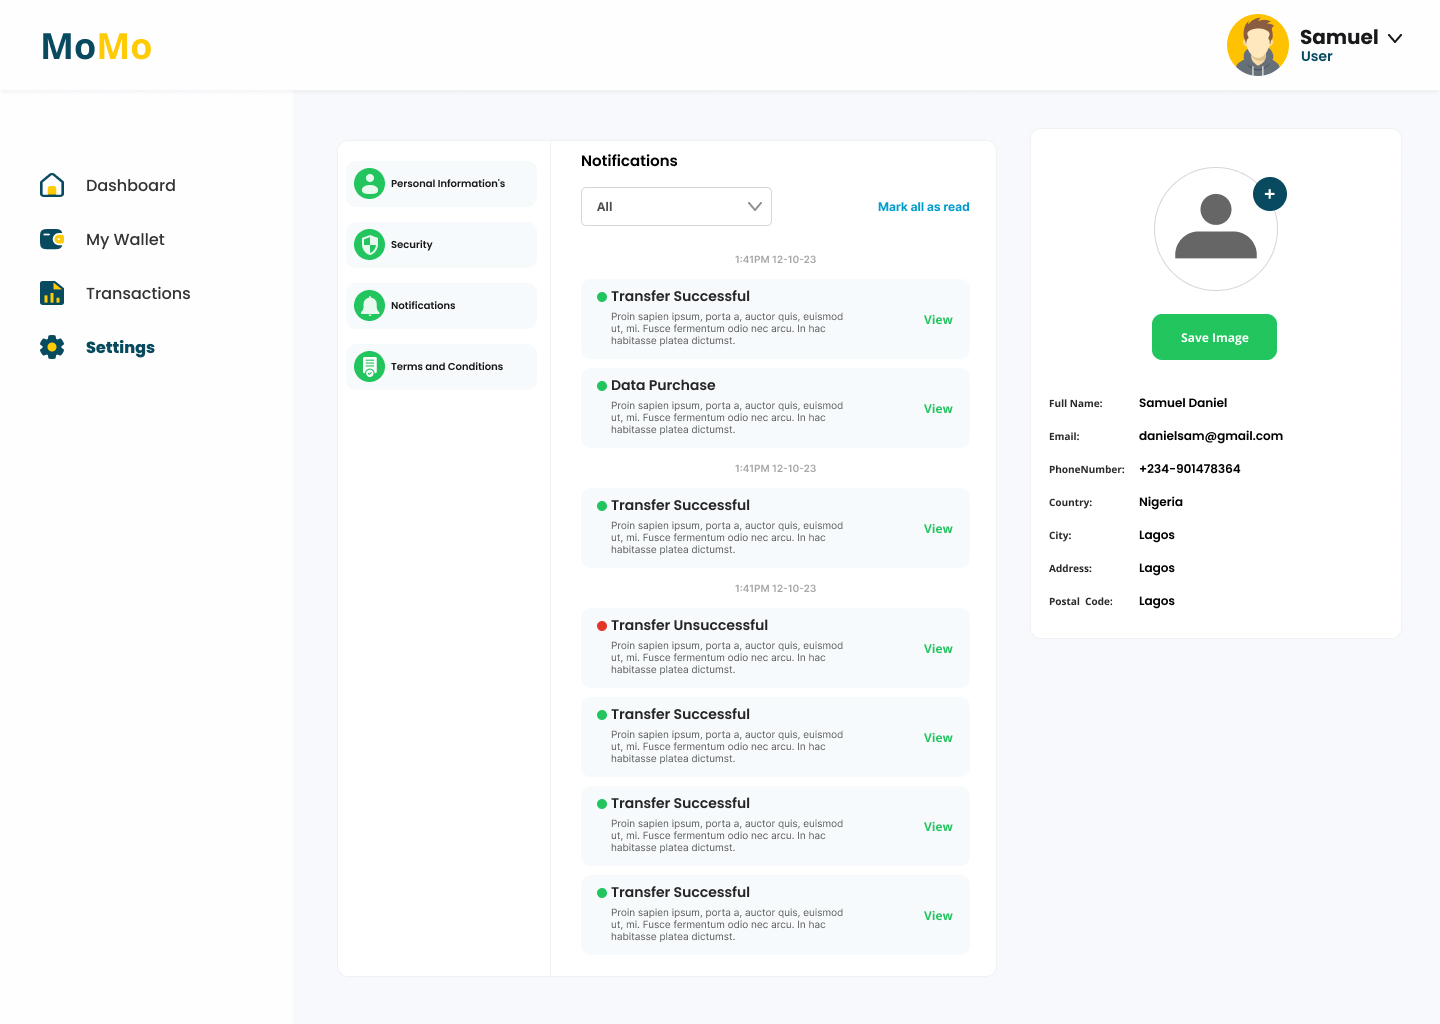 MoMo
Samuel
User
Dashboard
My Wallet
Transactions
Settings
Personal Information's
Security
Notifications
Terms and Conditions
Notifications
All
Mark all as read
1:41PM 12-10-23
Transfer Successful
Proin sapien ipsum, porta a, auctor quis, euismod
ut, mi. Fusce fermentum odio nec arcu. In hac
habitasse platea dictumst.
View
Data Purchase
Proin sapien ipsum, porta a, auctor quis, euismod
ut, mi. Fusce fermentum odio nec arcu. In hac
habitasse platea dictumst.
View
1:41PM 12-10-23
Transfer Successful
Proin sapien ipsum, porta a, auctor quis, euismod
ut, mi. Fusce fermentum odio nec arcu. In hac
habitasse platea dictumst.
View
1:41PM 12-10-23
Transfer Unsuccessful
Proin sapien ipsum, porta a, auctor quis, euismod
ut, mi. Fusce fermentum odio nec arcu. In hac
habitasse platea dictumst.
View
Transfer Successful
Proin sapien ipsum, porta a, auctor quis, euismod
ut, mi. Fusce fermentum odio nec arcu. In hac
habitasse platea dictumst.
View
Transfer Successful
Proin sapien ipsum, porta a, auctor quis, euismod
ut, mi. Fusce fermentum odio nec arcu. In hac
habitasse platea dictumst.
View
Transfer Successful
Proin sapien ipsum, porta a, auctor quis, euismod
ut, mi. Fusce fermentum odio nec arcu. In hac
habitasse platea dictumst.
View
+
Save Image
Full Name: Samuel Daniel
Email: danielsam@gmail.com
PhoneNumber: +234-901478364
Country: Nigeria
City: Lagos
Address: Lagos
Postal Code: Lagos